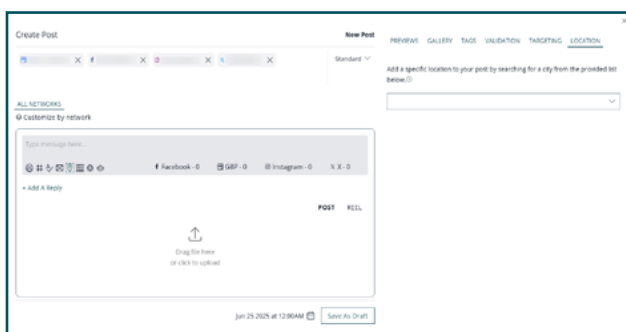 Create Post
New Post
Standard
ALL NETWORKS
Customize by network
Type message here...
Facebook - 0
GBP - 0
Instagram - 0
X - 0
+ Add A Reply
POST
REEL
Drag file here
or click to upload
Jun 25 2025 at 12:00AM
Save As Draft
PREVIEWS
GALLERY
TAGS
VALIDATION
TARGETING
LOCATION
Add a specific location to your post by searching for a city from the provided list
below.